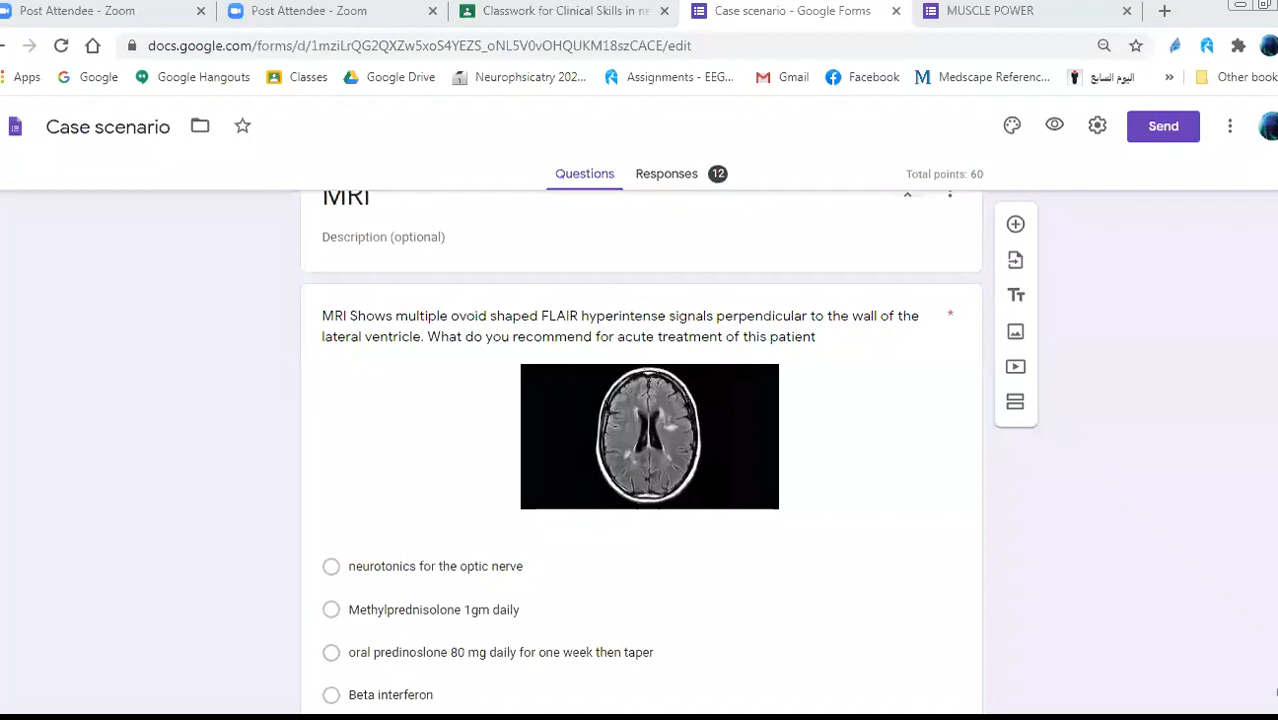 Post Attendee - Zoom
Post Attendee - Zoom
Classwork for Clinical Skills in ne
Case scenario - Google Forms
MUSCLE POWER
docs.google.com/forms/d/1mziLrQG2QXZw5xoS4YEZS_oNL5V0vOHQUKM18szCACE/edit
Apps
Google
Google Hangouts
Classes
Google Drive
Neurophsicatry 202...
Assignments - EEG...
Gmail
Facebook
Medscape Referenc...
اليوم السابع
Other book
Case scenario
Send
Questions
Responses 12
Total points: 60
MRI
Description (optional)
MRI Shows multiple ovoid shaped FLAIR hyperintense signals perpendicular to the wall of the *
lateral ventricle. What do you recommend for acute treatment of this patient
neurotonics for the optic nerve
Methylprednisolone 1gm daily
oral predinoslone 80 mg daily for one week then taper
Beta interferon